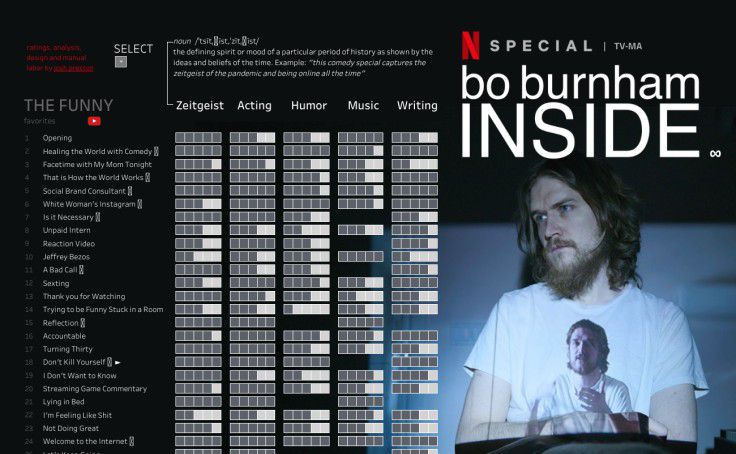 ratings, analysis,
design and manual
labor by josh preston
SELECT
noun
the defining spirit or mood of a particular period of history as shown by the
ideas and beliefs of the time. Example: "this comedy special captures the
zeitgeist of the pandemic and being online all the time"
N SPECIAL | TV-MA
bo burnham
INSIDE. ∞
THE FUNNY
favorites
Zeitgeist Acting Humor Music Writing
1 Opening
2 Healing the World with Comedy
3 Facetime with My Mom Tonight
4 That is How the World Works
5 Social Brand Consultant
6 White Woman's Instagram
7 Is it Necessary
8 Unpaid Intern
9 Reaction Video
10 Jeffrey Bezos
11 A Bad Call
12 Sexting
13 Thank you for Watching
14 Trying to be Funny Stuck in a Room
15 Reflection
16 Accountable
17 Turning Thirty
18 Don't Kill Yourself
19 I Don't Want to Know
20 Streaming Game Commentary
21 Lying in Bed
22 I'm Feeling Like Shit
23 Not Doing Great
24 Welcome to the Internet